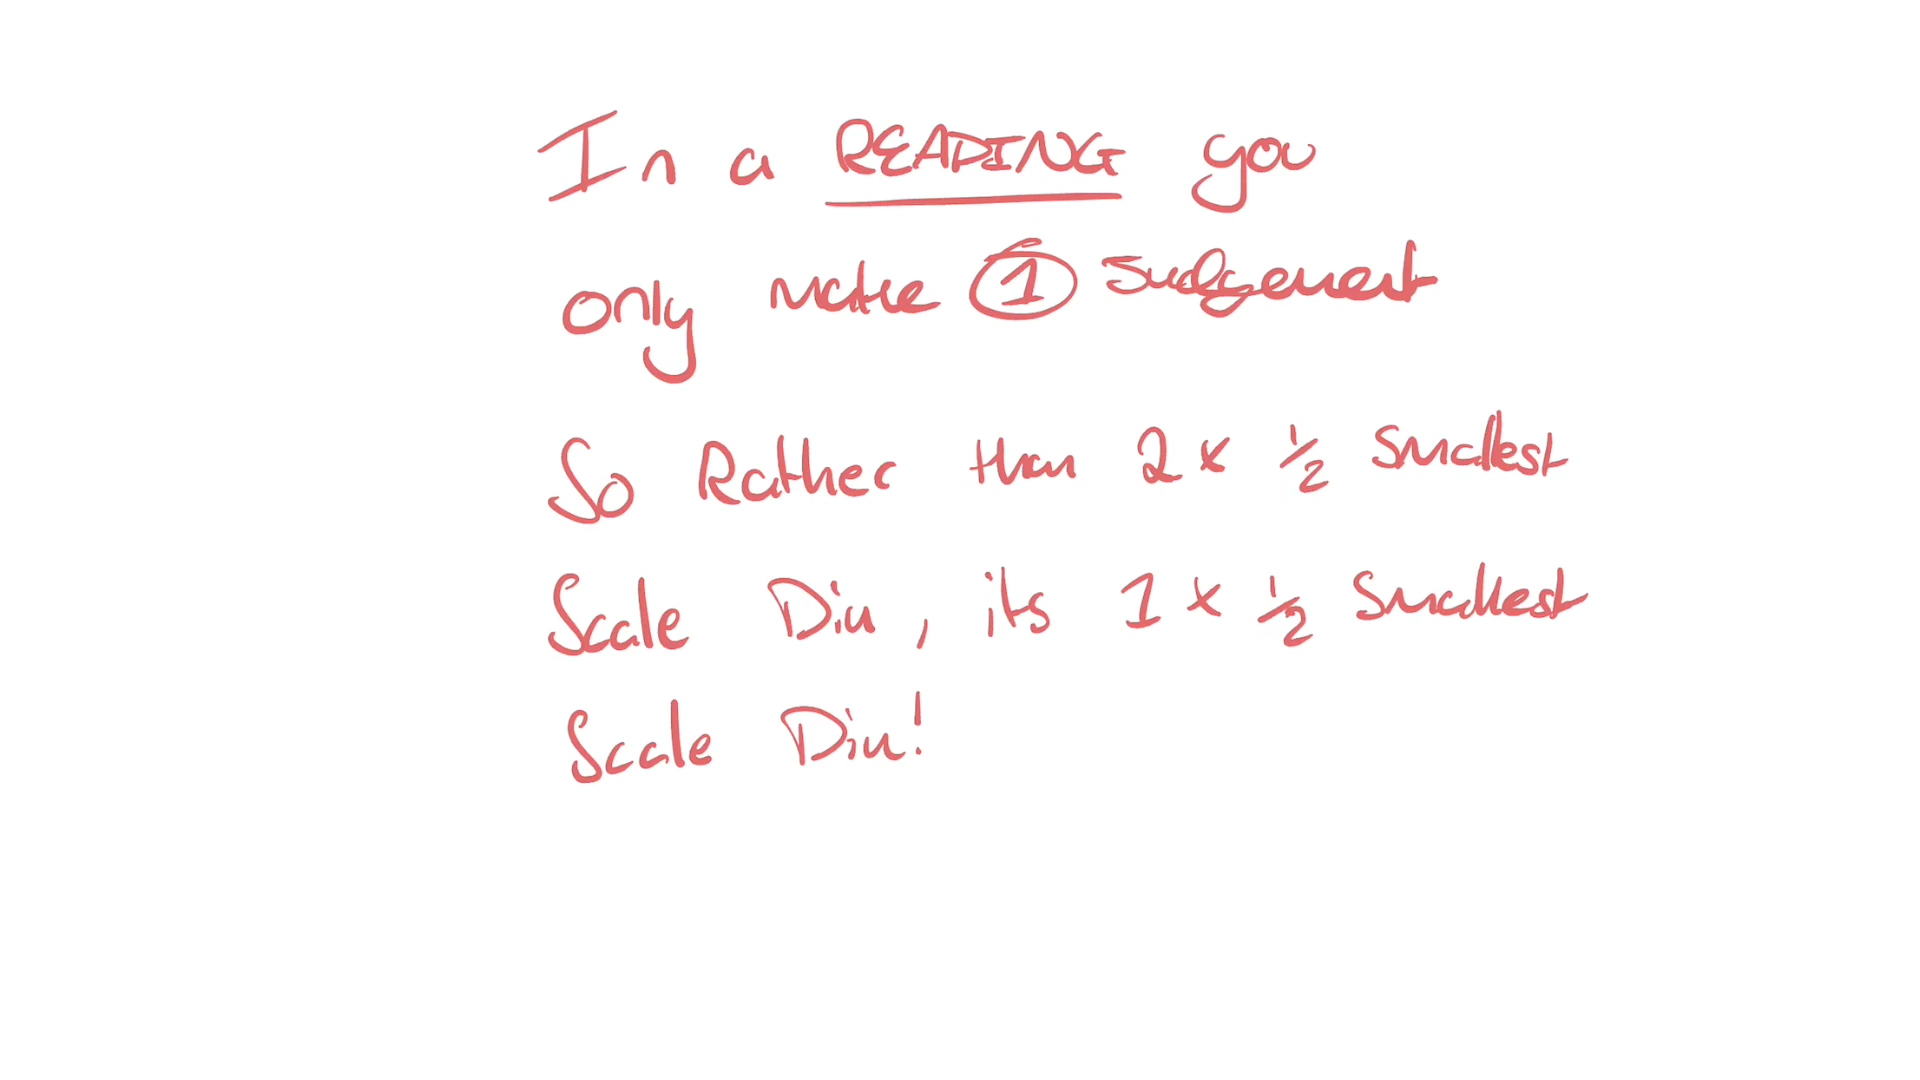 In a READING you
only make 1 Judgement
So Rather than 2 x 1/2 Smallest
Scale Div, its 1 x 1/2 Smallest
Scale Div!